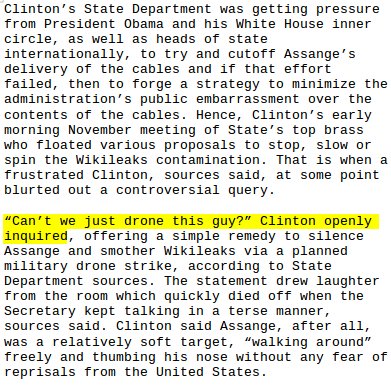 Clinton’s State Department was getting pressure
from President Obama and his White House inner
circle, as well as heads of state
internationally, to try and cutoff Assange’s
delivery of the cables and if that effort
failed, then to forge a strategy to minimize the
administration’s public embarrassment over the
contents of the cables. Hence, Clinton’s early
morning November meeting of State’s top brass
who floated various proposals to stop, slow or
spin the Wikileaks contamination. That is when a
frustrated Clinton, sources said, at some point
blurted out a controversial query.
“Can’t we just drone this guy?” Clinton openly
inquired, offering a simple remedy to silence
Assange and smother Wikileaks via a planned
military drone strike, according to State
Department sources. The statement drew laughter
from the room which quickly died off when the
Secretary kept talking in a terse manner,
sources said. Clinton said Assange, after all,
was a relatively soft target, “walking around”
freely and thumbing his nose without any fear of
reprisals from the United States.